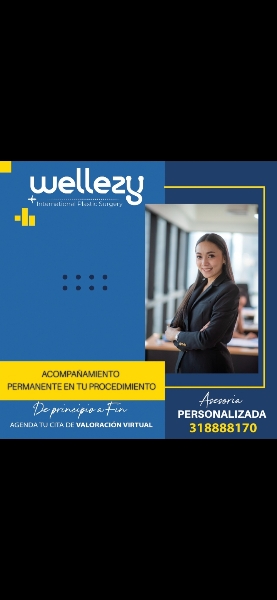 wellezy
International Plastic Surgery
ACOMPAÑAMIENTO
PERMANENTE EN TU PROCEDIMIENTO
De principio a Fin
AGENDA TU CITA DE VALORACIÓN VIRTUAL
Asesoría
PERSONALIZADA
318888170